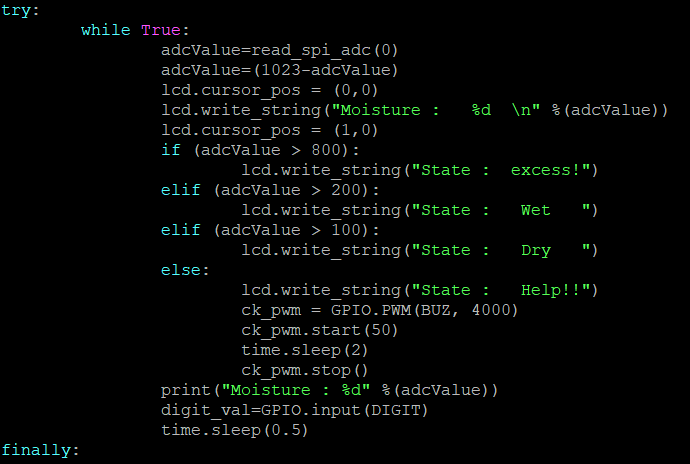 try:
        while True:
                adcValue=read_spi_adc(0)
                adcValue=(1023-adcValue)
                lcd.cursor_pos = (0,0)
                lcd.write_string("Moisture :   %d  \n" %(adcValue))
                lcd.cursor_pos = (1,0)
                if (adcValue > 800):
                        lcd.write_string("State :  excess!")
                elif (adcValue > 200):
                        lcd.write_string("State :   Wet   ")
                elif (adcValue > 100):
                        lcd.write_string("State :   Dry   ")
                else:
                        lcd.write_string("State :   Help!!")
                        ck_pwm = GPIO.PWM(BUZ, 4000)
                        ck_pwm.start(50)
                        time.sleep(2)
                        ck_pwm.stop()
                print("Moisture : %d" %(adcValue))
                digit_val=GPIO.input(DIGIT)
                time.sleep(0.5)
finally: